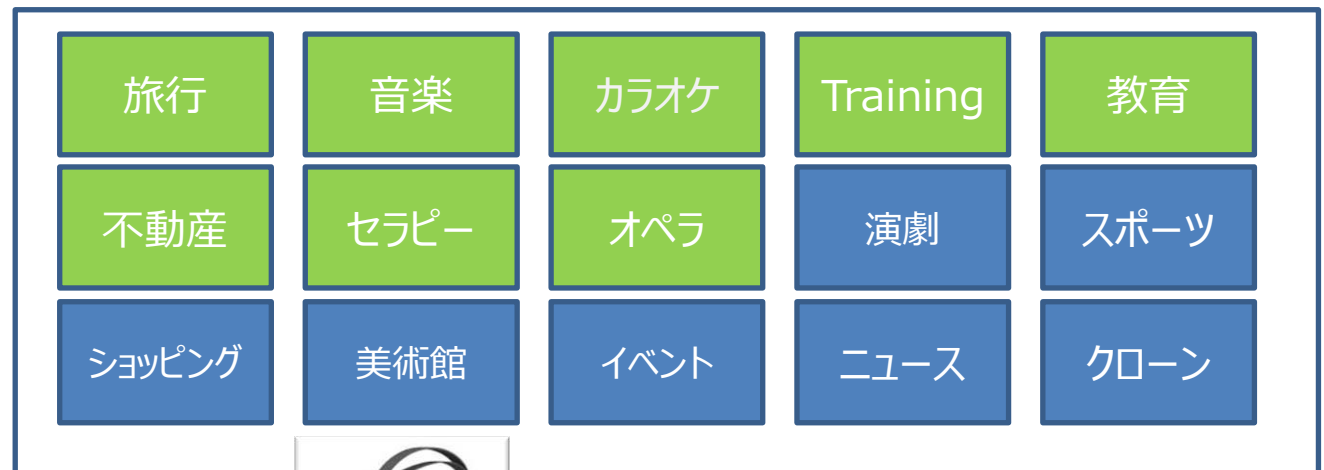 旅行 音楽 カラオケ Training 教育
不動産 セラピー オペラ 演劇 スポーツ
ショッピング 美術館 イベント ニュース クローン